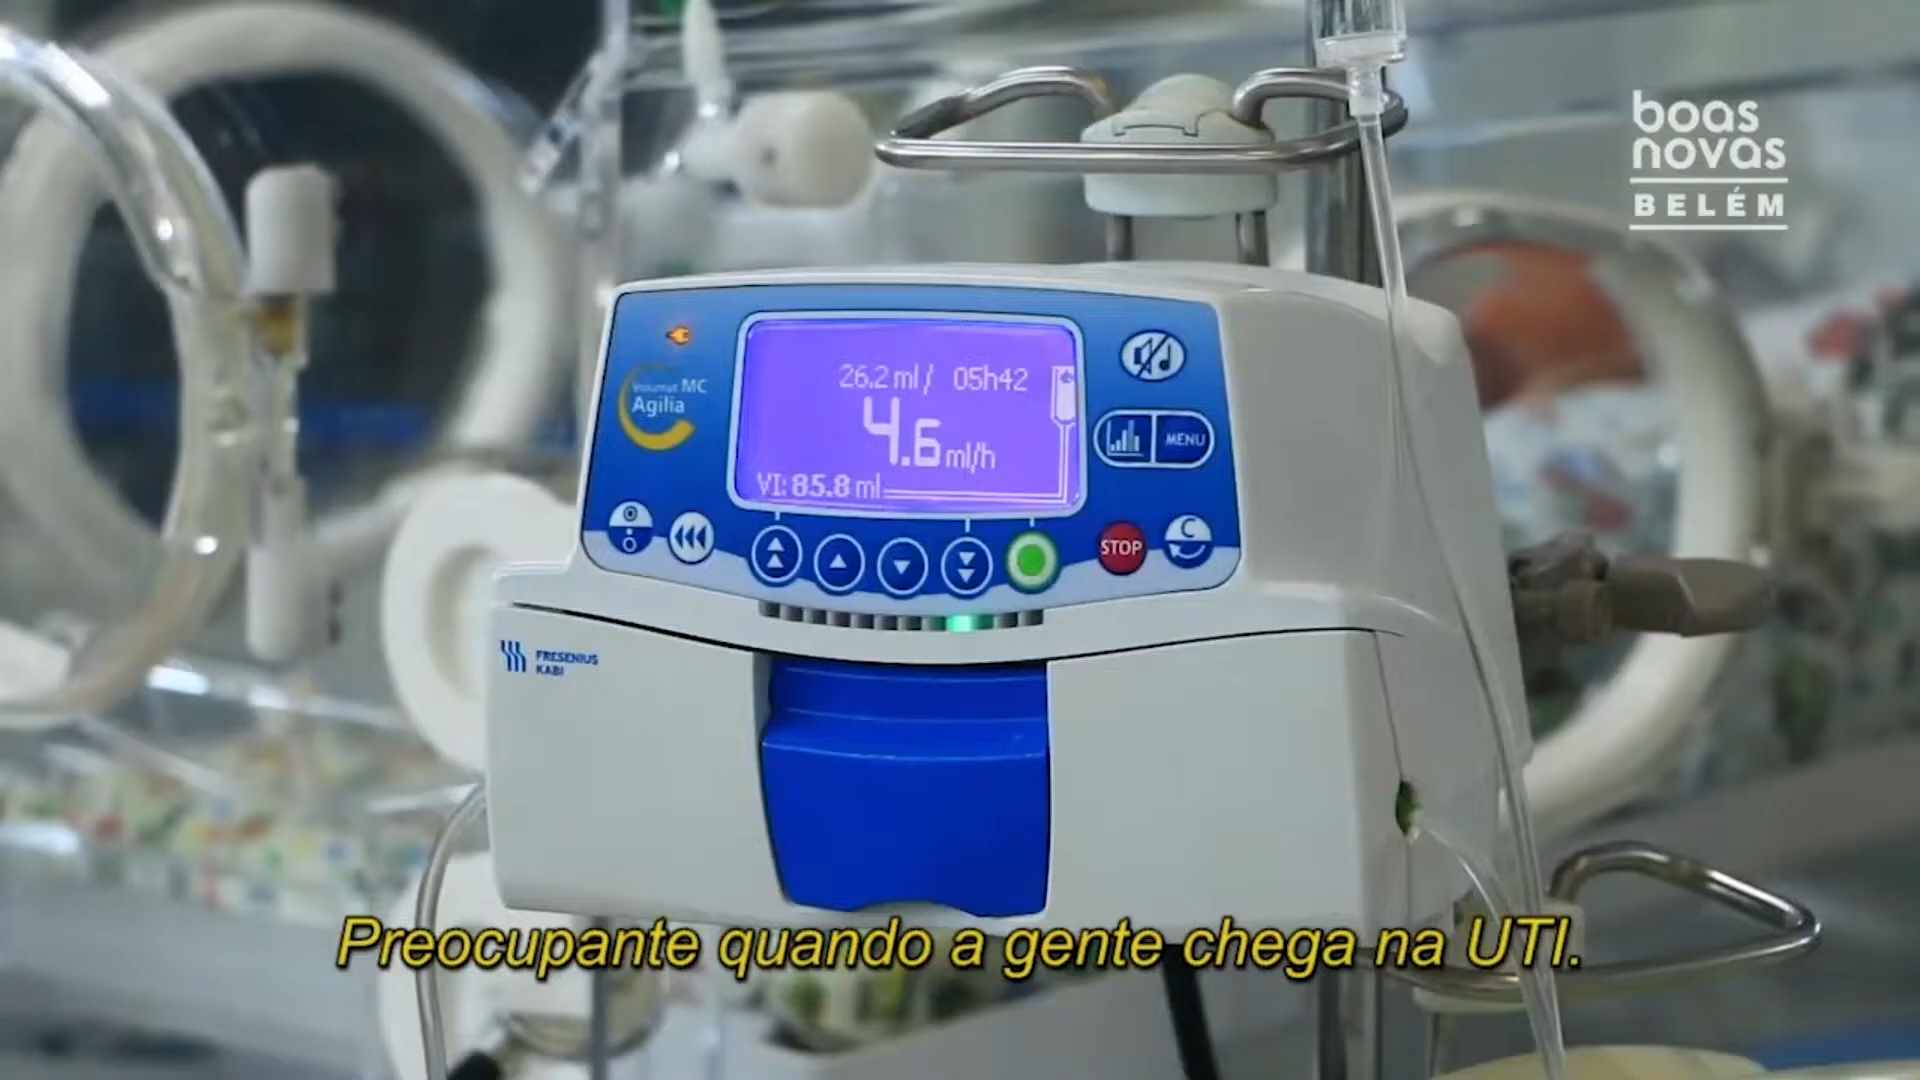 boas
novas
BELÉM
26.2 ml/ 05h42
4.6 ml/h
VI: 85.8 ml
Volumat MC
Agilia
MENU
STOP
C
FRESENIUS
KABI
Preocupante quando a gente chega na UTI.